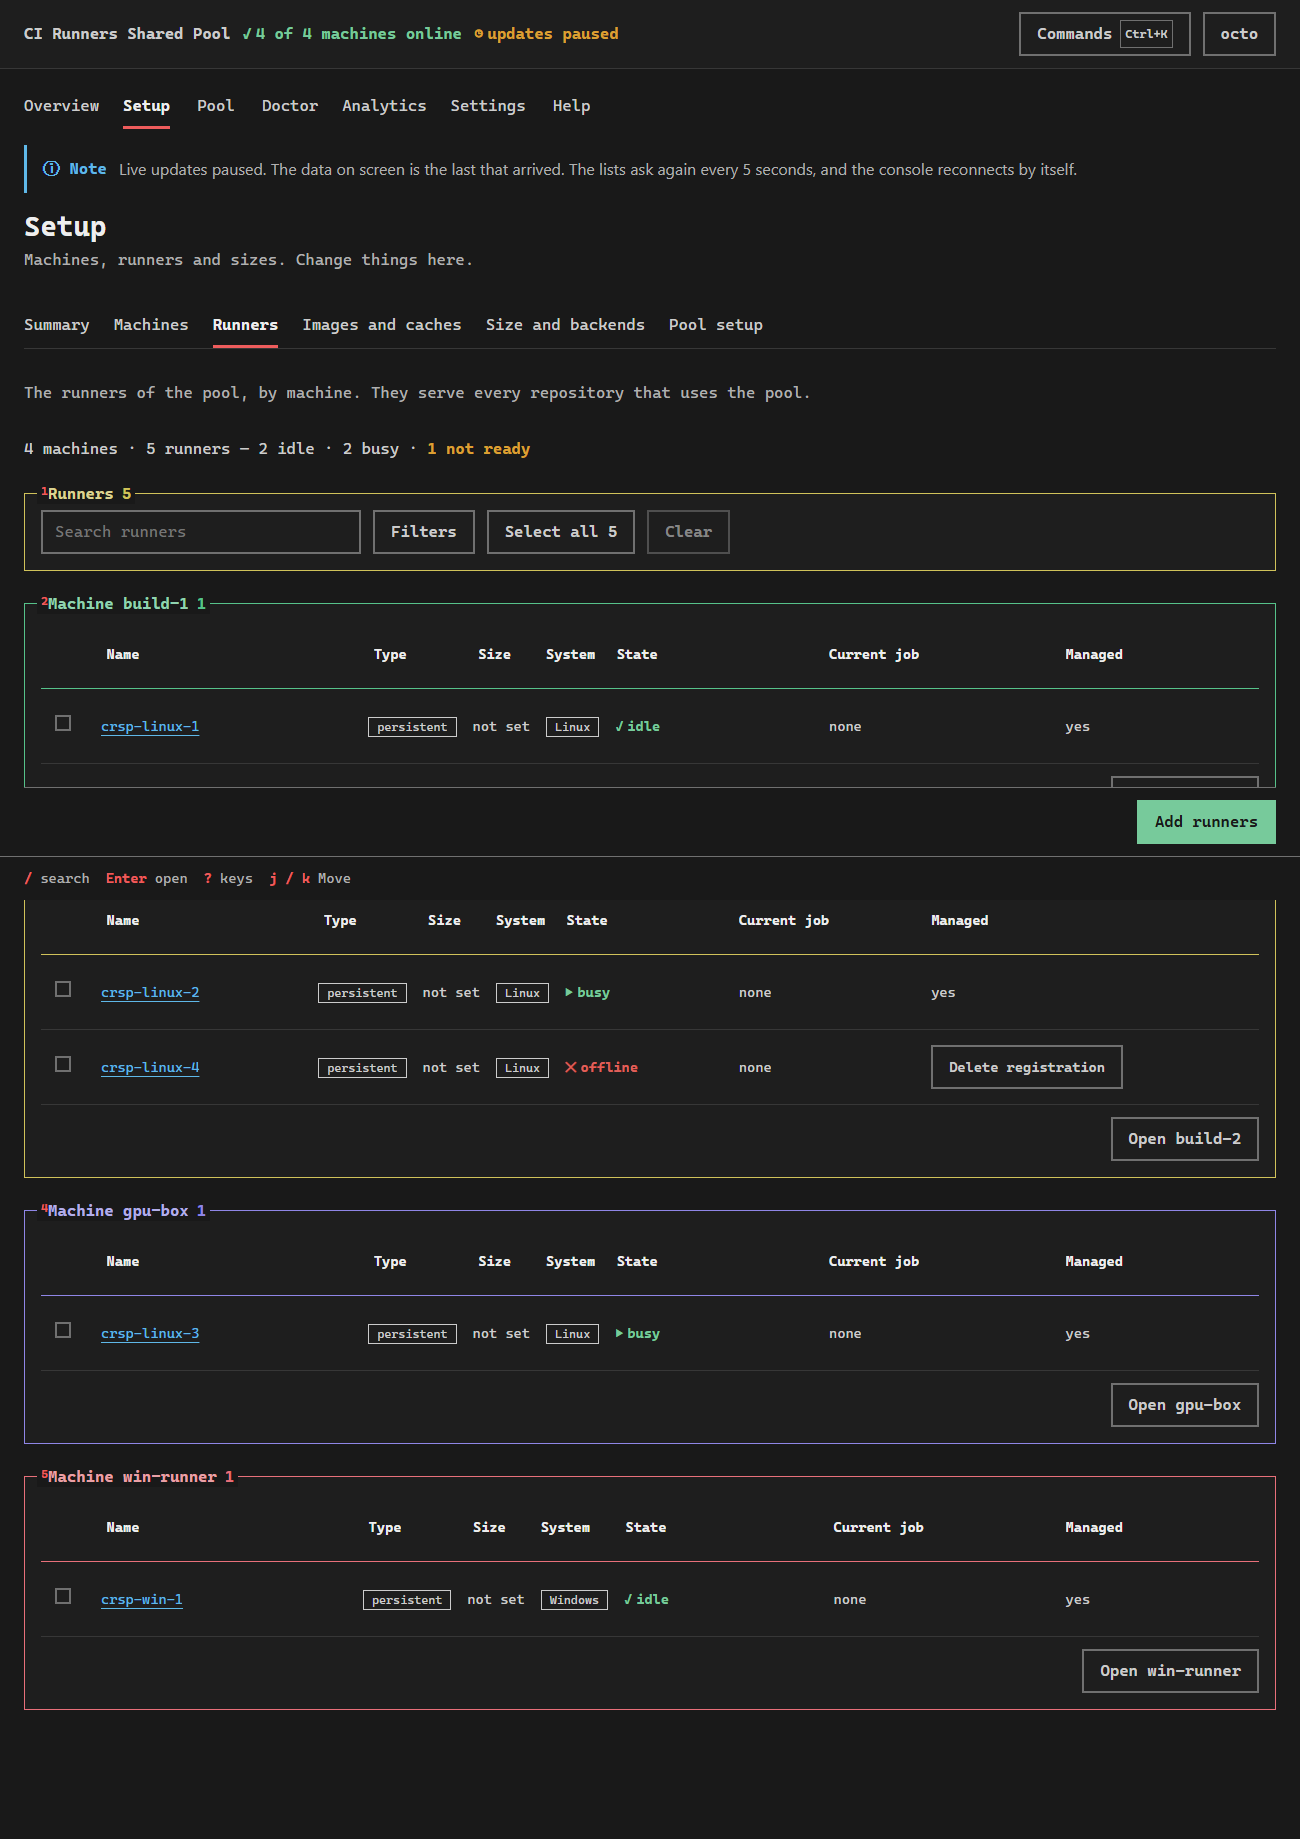 CI Runners Shared Pool ✓4 of 4 machines online updates paused Commands Ctrl+K octo
Overview Setup Pool Doctor Analytics Settings Help
Note Live updates paused. The data on screen is the last that arrived. The lists ask again every 5 seconds, and the console reconnects by itself.
Setup
Machines, runners and sizes. Change things here.
Summary Machines Runners Images and caches Size and backends Pool setup
The runners of the pool, by machine. They serve every repository that uses the pool.
4 machines · 5 runners — 2 idle · 2 busy · 1 not ready
1Runners 5
Search runners Filters Select all 5 Clear
2Machine build-1 1
Name Type Size System State Current job Managed
crsp-linux-1 persistent not set Linux ✓idle none yes
Add runners
/ search Enter open ? keys j / k Move
Name Type Size System State Current job Managed
crsp-linux-2 persistent not set Linux busy none yes
crsp-linux-4 persistent not set Linux offline none Delete registration
Open build-2
4Machine gpu-box 1
Name Type Size System State Current job Managed
crsp-linux-3 persistent not set Linux busy none yes
Open gpu-box
5Machine win-runner 1
Name Type Size System State Current job Managed
crsp-win-1 persistent not set Windows ✓idle none yes
Open win-runner